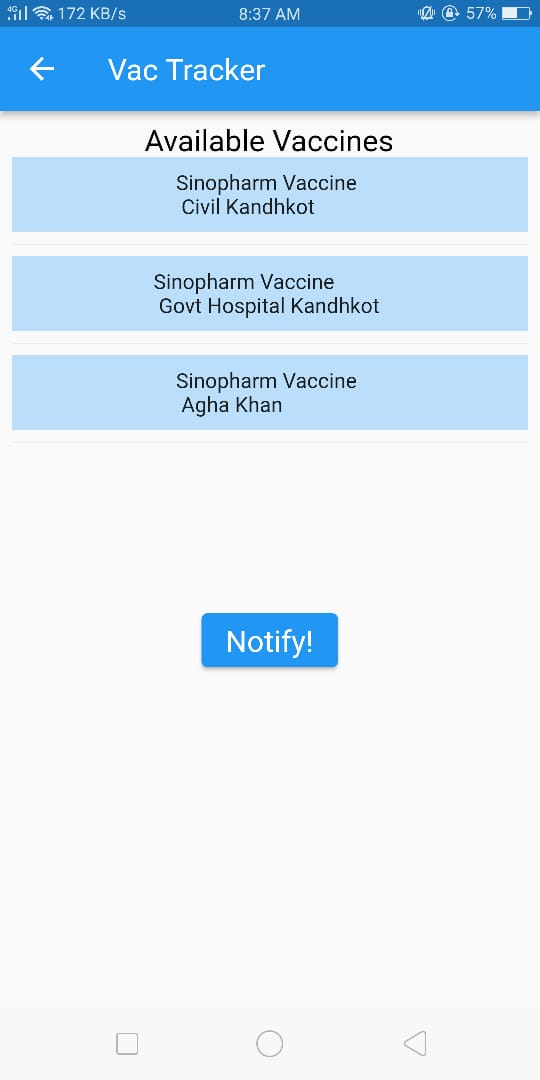 4G 172 KB/s 8:37 AM 57%
Vac Tracker
Available Vaccines
Sinopharm Vaccine
Civil Kandhkot
Sinopharm Vaccine
Govt Hospital Kandhkot
Sinopharm Vaccine
Agha Khan
Notify!